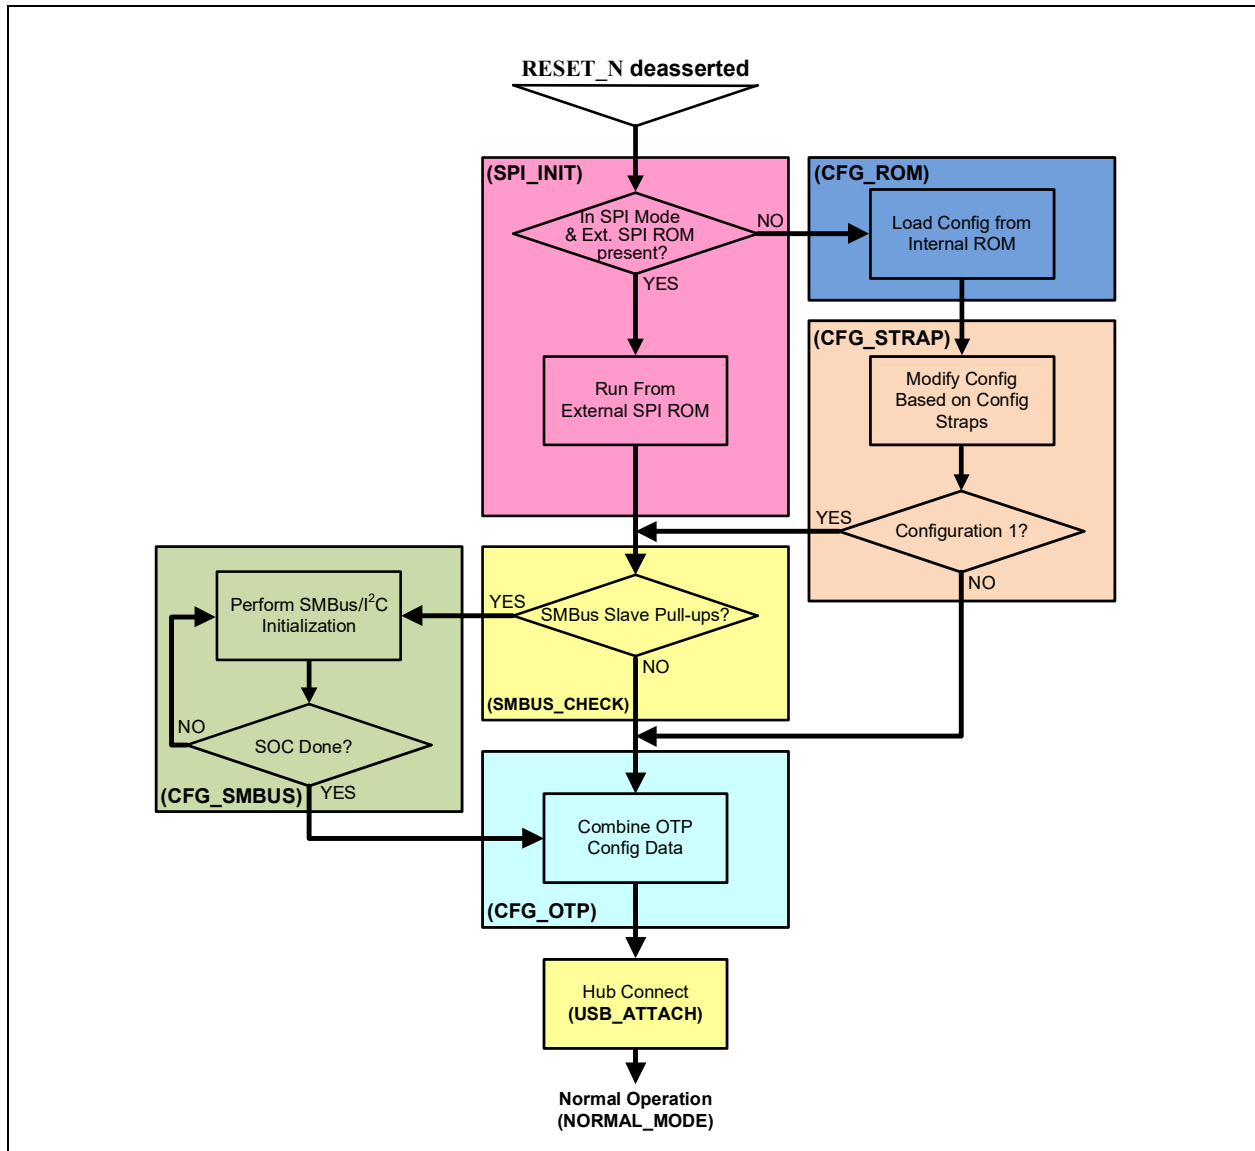 RESET_N deasserted
(SPI_INIT)
In SPI Mode
& Ext. SPI ROM
present?
NO
YES
Run From
External SPI ROM
(CFG_ROM)
Load Config from
Internal ROM
(CFG_STRAP)
Modify Config
Based on Config
Straps
Configuration 1?
YES
NO
SMBus Slave Pull-ups?
YES
NO
(SMBUS_CHECK)
Perform SMBus/I²C
Initialization
SOC Done?
NO
YES
(CFG_SMBUS)
Combine OTP
Config Data
(CFG_OTP)
Hub Connect
(USB_ATTACH)
Normal Operation
(NORMAL_MODE)